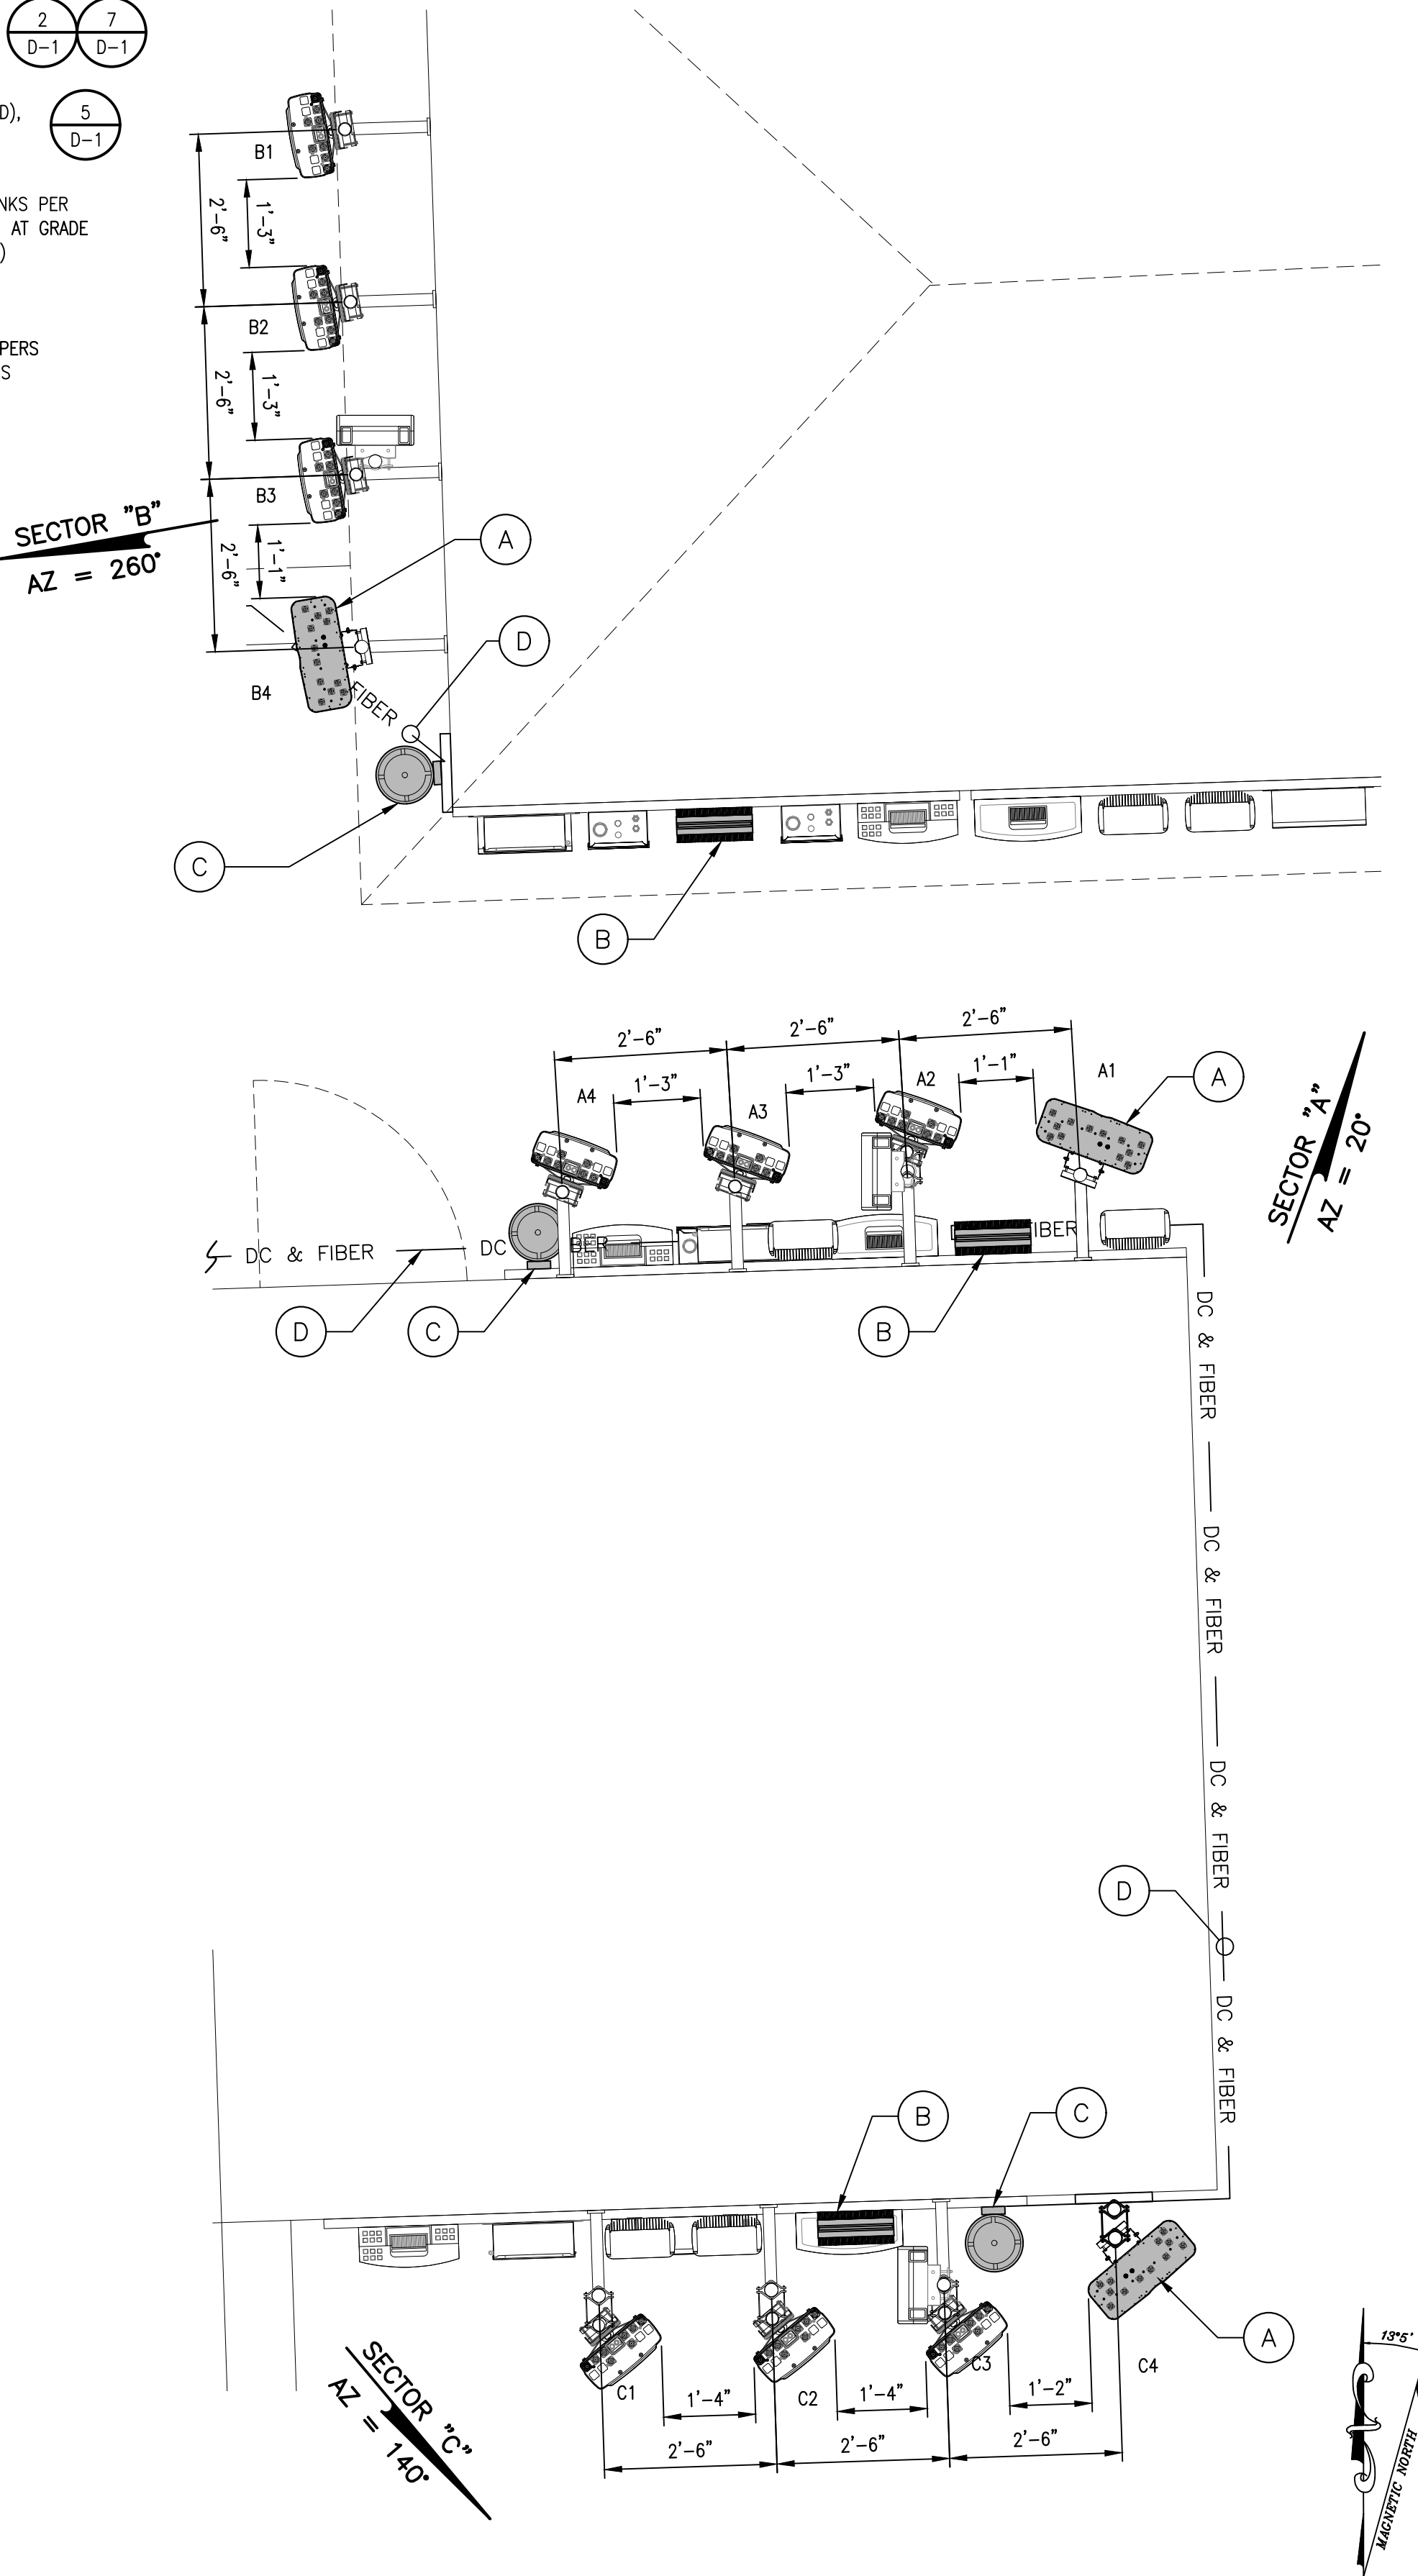 2
D-1
7
D-1
D),
5
D-1
NKS PER
AT GRADE
)
PERS
S
B1
2'-6"
1'-3"
B2
2'-6"
1'-3"
B3
2'-6"
1'-1"
SECTOR "B"
AZ = 260°
A
D
B4
FIBER
C
B
2'-6"
2'-6"
2'-6"
A4
1'-3"
A3
1'-3"
A2
1'-1"
A1
A
SECTOR "A"
AZ = 20°
DC & FIBER
DC
IBER
D
C
B
DC & FIBER
DC & FIBER
DC & FIBER
D
DC & FIBER
B
C
A
C1
1'-4"
C2
1'-4"
C3
1'-2"
C4
2'-6"
2'-6"
2'-6"
SECTOR "C"
AZ = 140°
13°5'
MAGNETIC NORTH